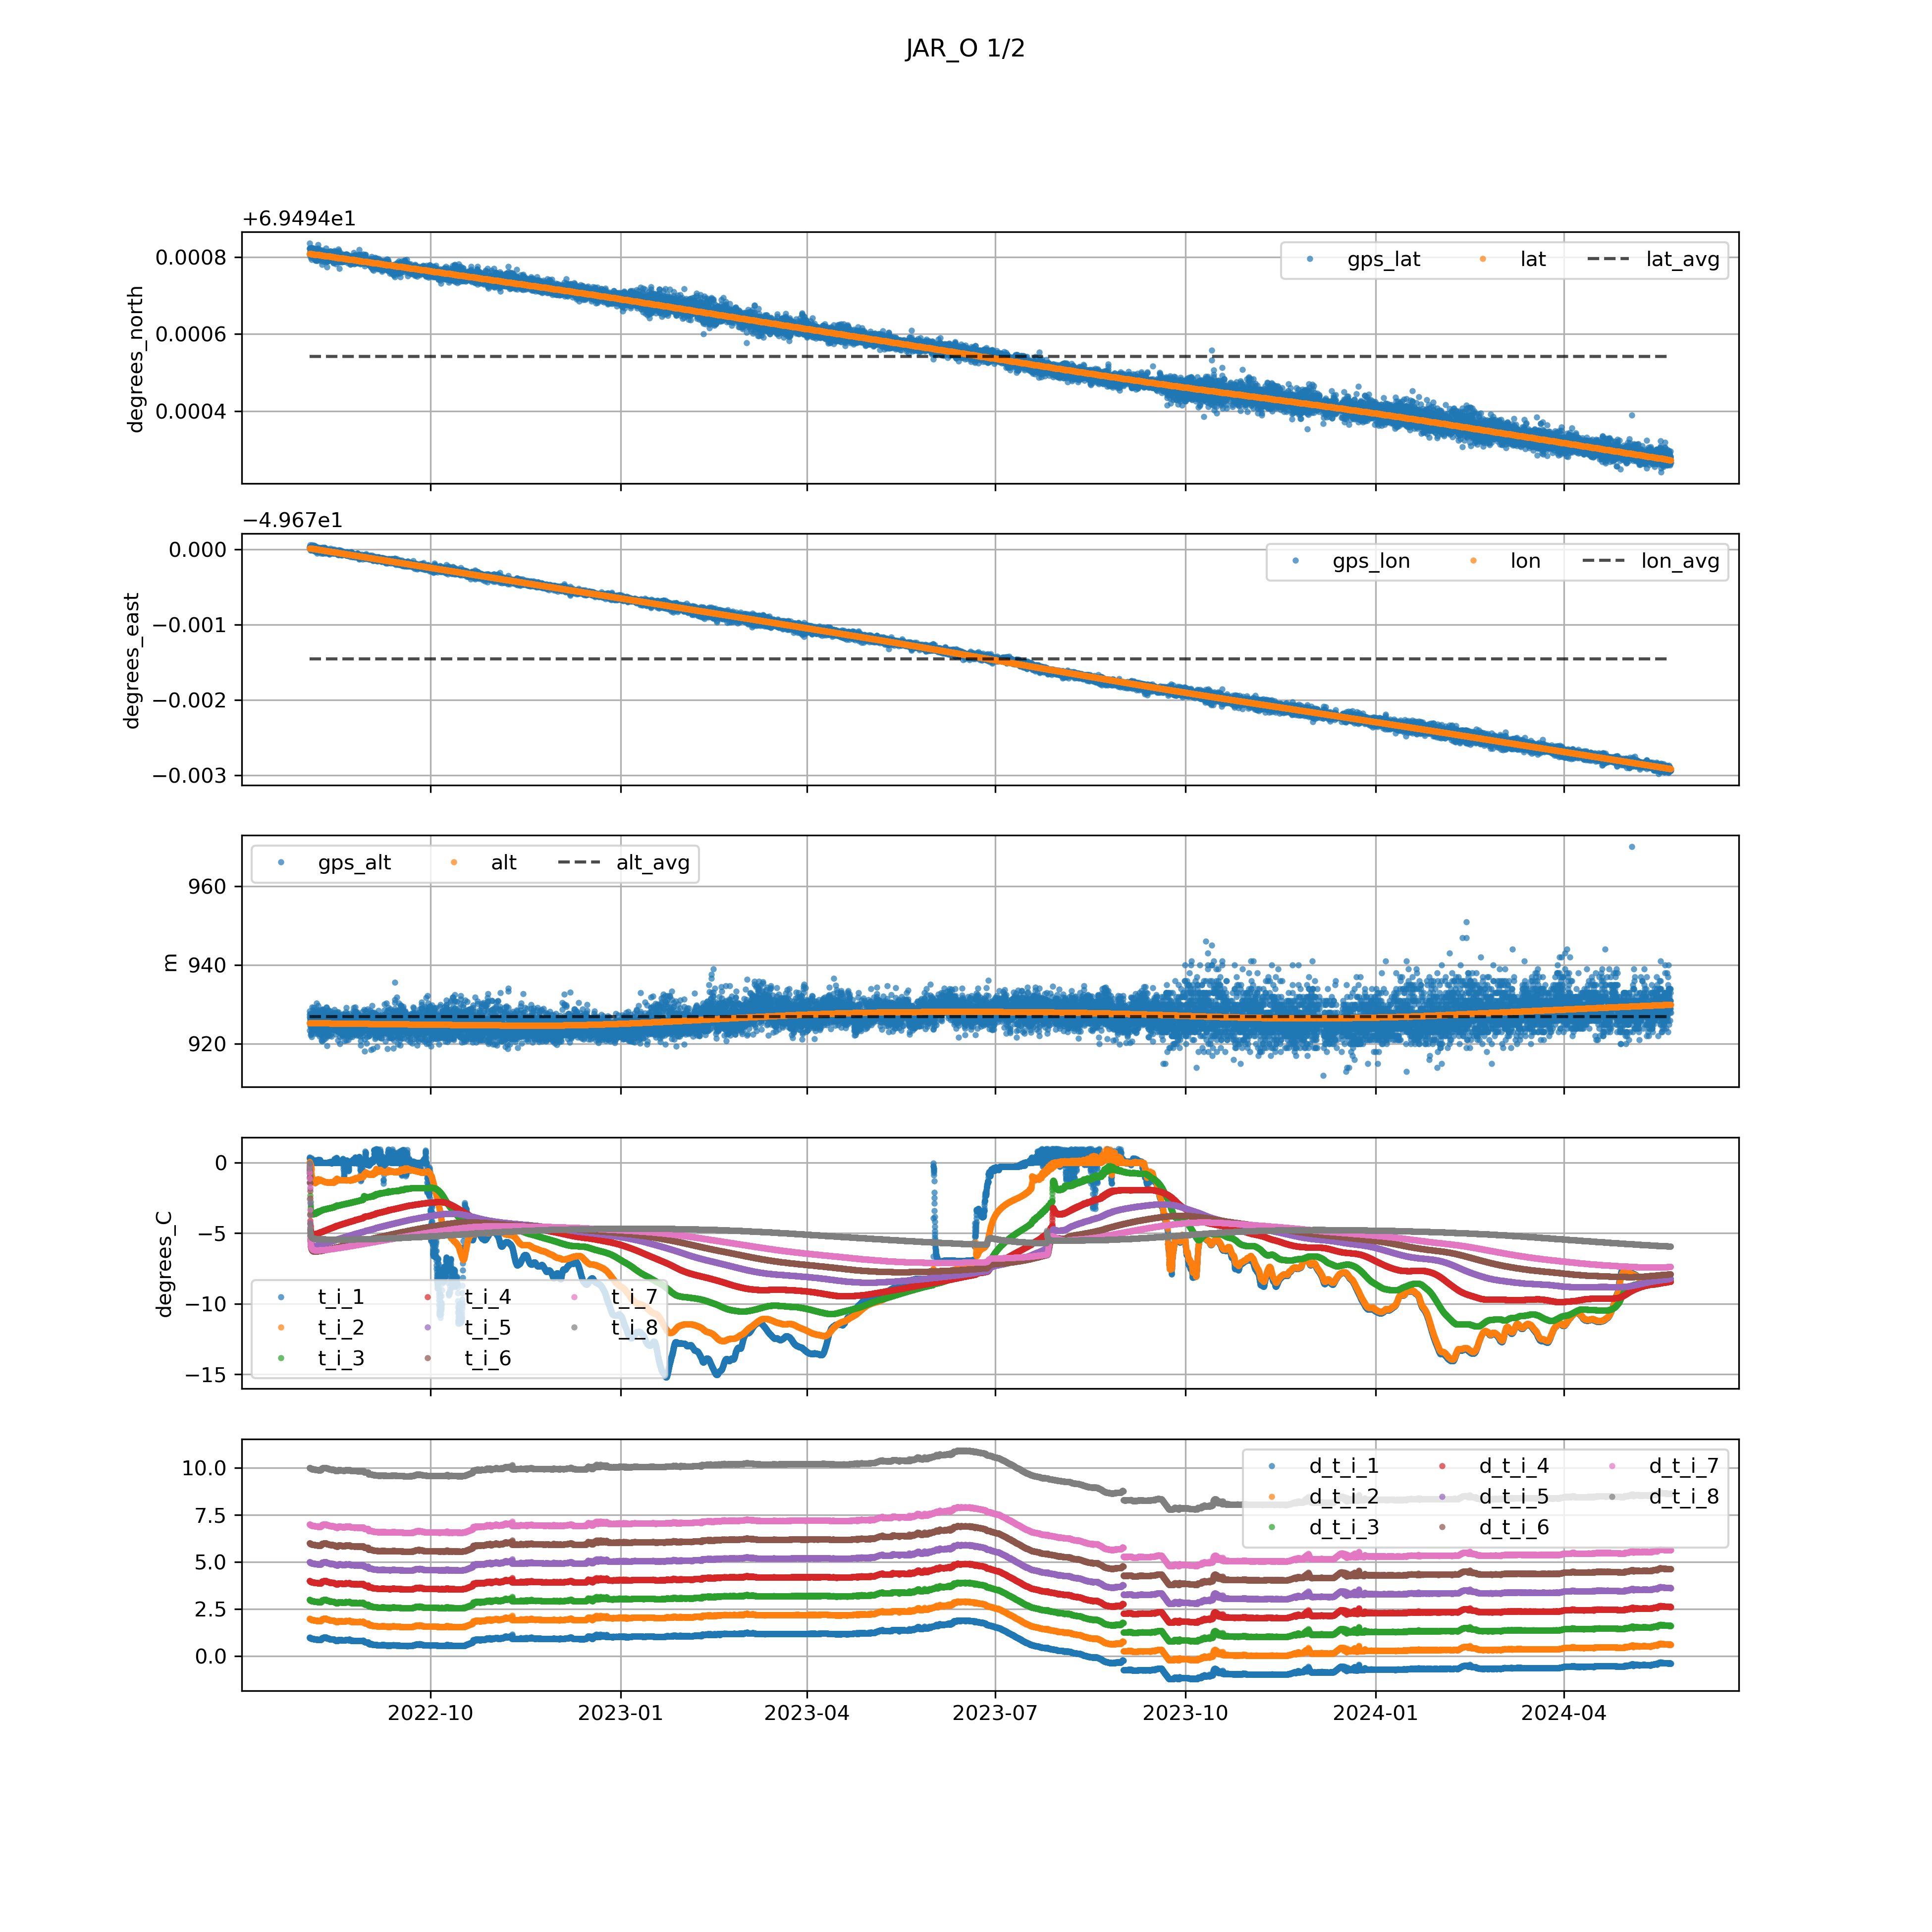 JAR_O 1/2
+6.9494e1
degrees_north
0.0008
0.0006
0.0004
gps_lat lat lat_avg
−4.967e1
degrees_east
0.000
−0.001
−0.002
−0.003
gps_lon lon lon_avg
m
960
940
920
gps_alt alt alt_avg
degrees_C
0
−5
−10
−15
t_i_1 t_i_4 t_i_7
t_i_2 t_i_5 t_i_8
t_i_3 t_i_6
10.0
7.5
5.0
2.5
0.0
d_t_i_1 d_t_i_4 d_t_i_7
d_t_i_2 d_t_i_5 d_t_i_8
d_t_i_3 d_t_i_6
2022-10 2023-01 2023-04 2023-07 2023-10 2024-01 2024-04